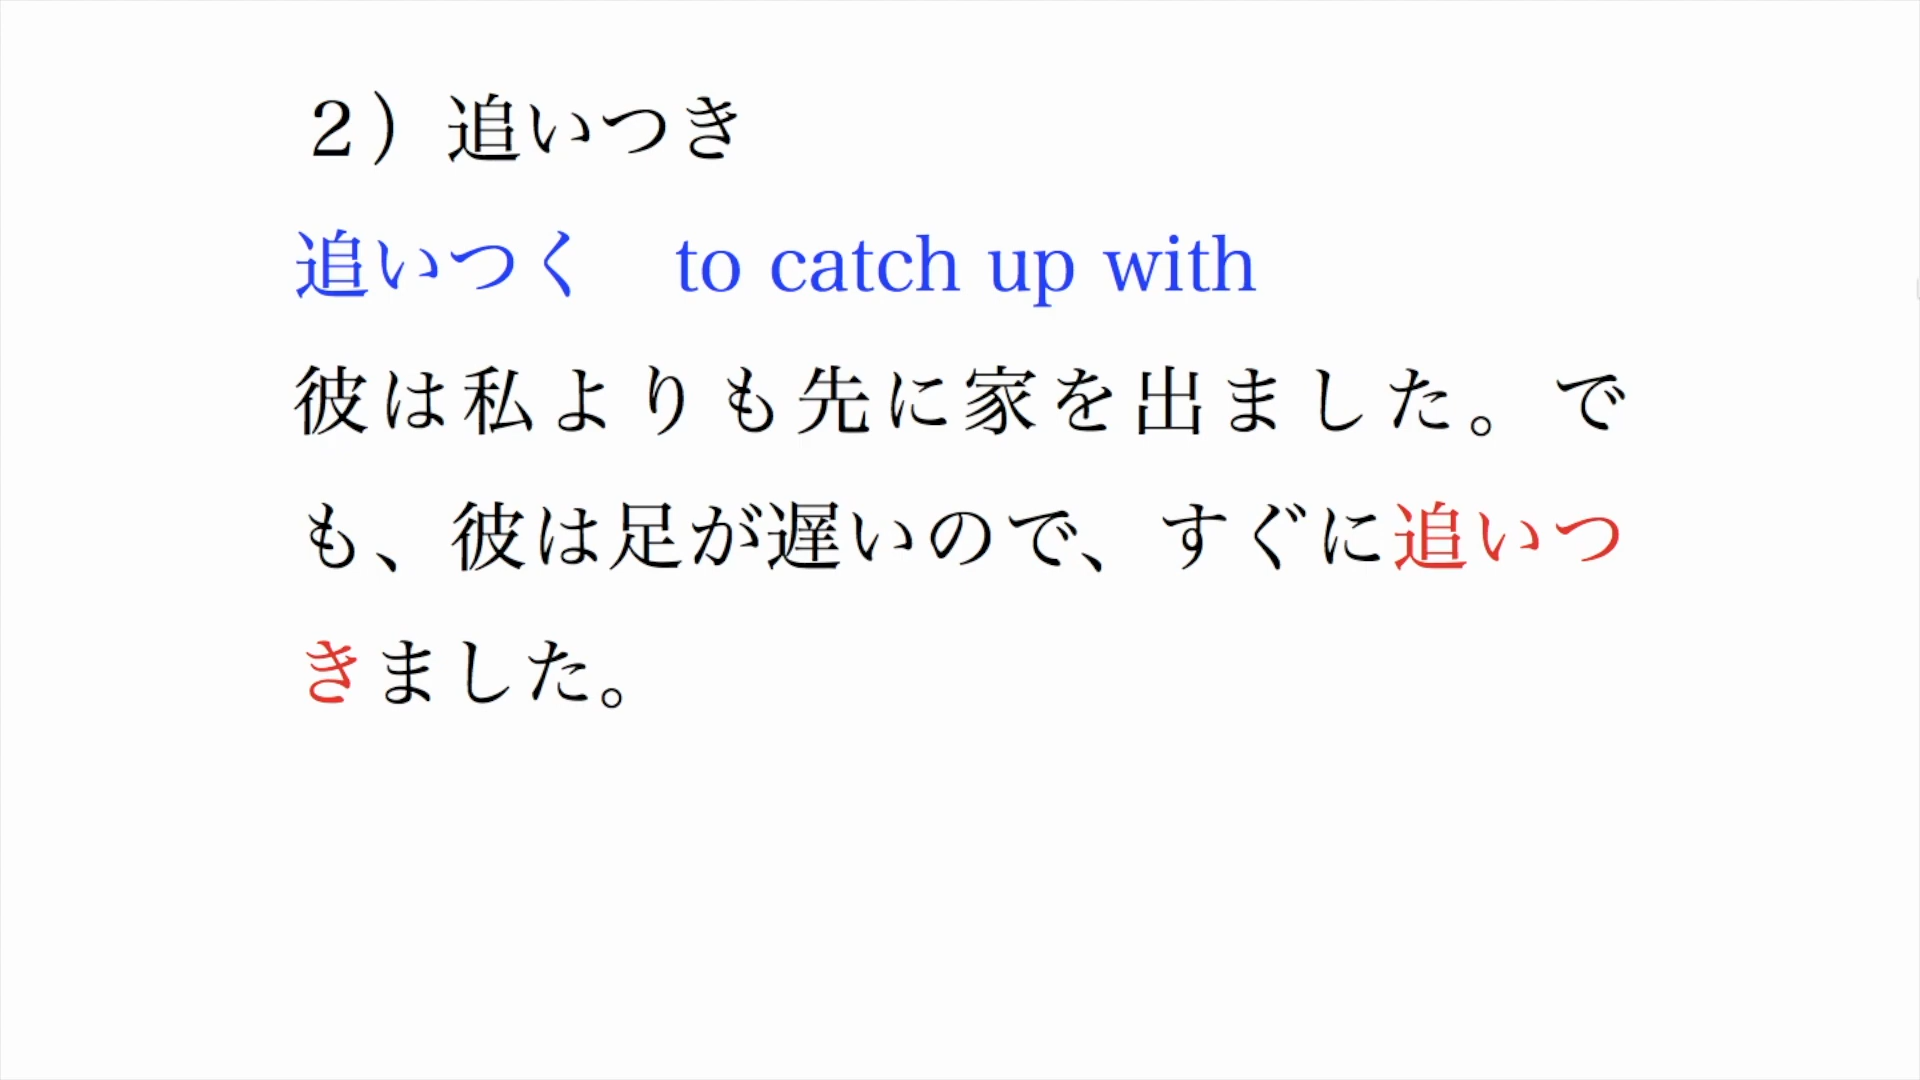 ２）追いつき
追いつく　to catch up with
彼は私よりも先に家を出ました。で
も、彼は足が遅いので、すぐに追いつ
きました。